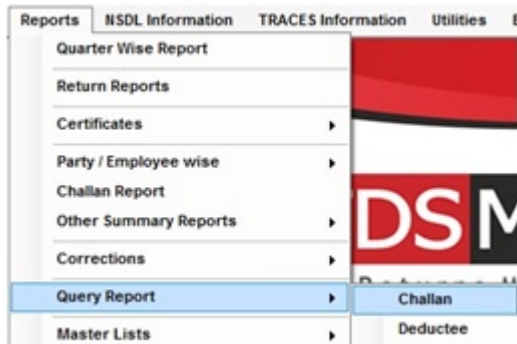 Reports NSDL Information TRACES Information Utilities
Quarter Wise Report
Return Reports
Certificates
Party / Employee wise
Challan Report
Other Summary Reports
DSM
Corrections
Query Report Challan
Master Lists Deductee